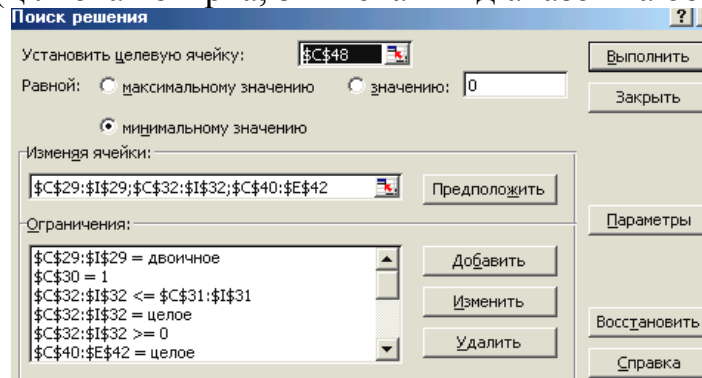 Поиск решения ?
Установить целевую ячейку: $C$48
Выполнить
Равной: максимальному значению значению: 0
Закрыть
минимальному значению
Изменяя ячейки:
$C$29:$I$29;$C$32:$I$32;$C$40:$E$42 Предположить
Ограничения:
Параметры
$C$29:$I$29 = двоичное
$C$30 = 1
$C$32:$I$32 <= $C$31:$I$31
$C$32:$I$32 = целое
$C$32:$I$32 >= 0
$C$40:$E$42 = целое
Добавить
Изменить
Удалить
Восстановить
Справка